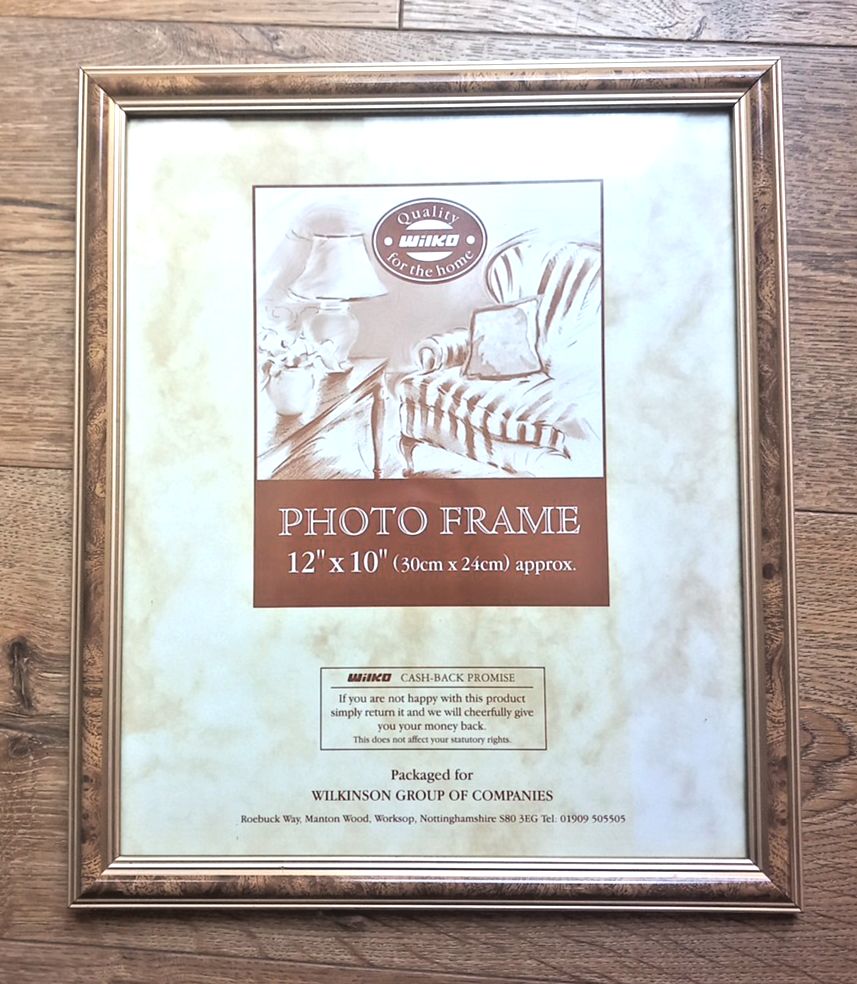 Quality
WILKO
for the home
PHOTO FRAME
12" x 10" (30cm x 24cm) approx.
WILKO CASH-BACK PROMISE
If you are not happy with this product
simply return it and we will cheerfully give
you your money back.
This does not affect your statutory rights.
Packaged for
WILKINSON GROUP OF COMPANIES
Roebuck Way, Manton Wood, Worksop, Nottinghamshire S80 3EG Tel: 01909 505505